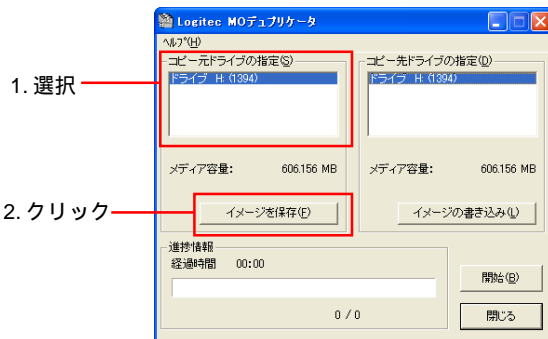 Logitec MOデュプリケータ
ヘルプ(H)
コピー元ドライブの指定(S)
コピー先ドライブの指定(D)
1. 選択
ドライブ H: (1394)
ドライブ H: (1394)
メディア容量: 606.156 MB
メディア容量: 606.156 MB
2. クリック
イメージを保存(F)
イメージの書き込み(L)
進捗情報
経過時間 00:00
開始(B)
0 / 0
閉じる